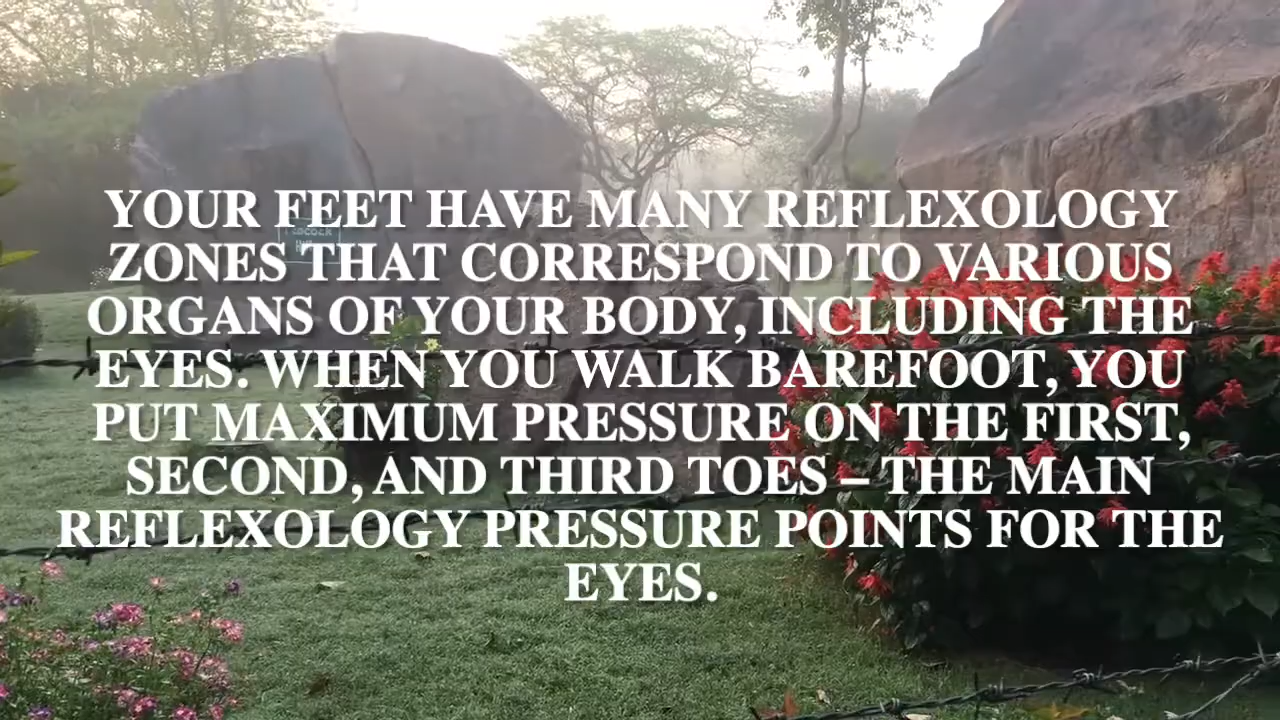 YOUR FEET HAVE MANY REFLEXOLOGY
ZONES THAT CORRESPOND TO VARIOUS
ORGANS OF YOUR BODY, INCLUDING THE
EYES. WHEN YOU WALK BAREFOOT, YOU
PUT MAXIMUM PRESSURE ON THE FIRST,
SECOND, AND THIRD TOES – THE MAIN
REFLEXOLOGY PRESSURE POINTS FOR THE
EYES.